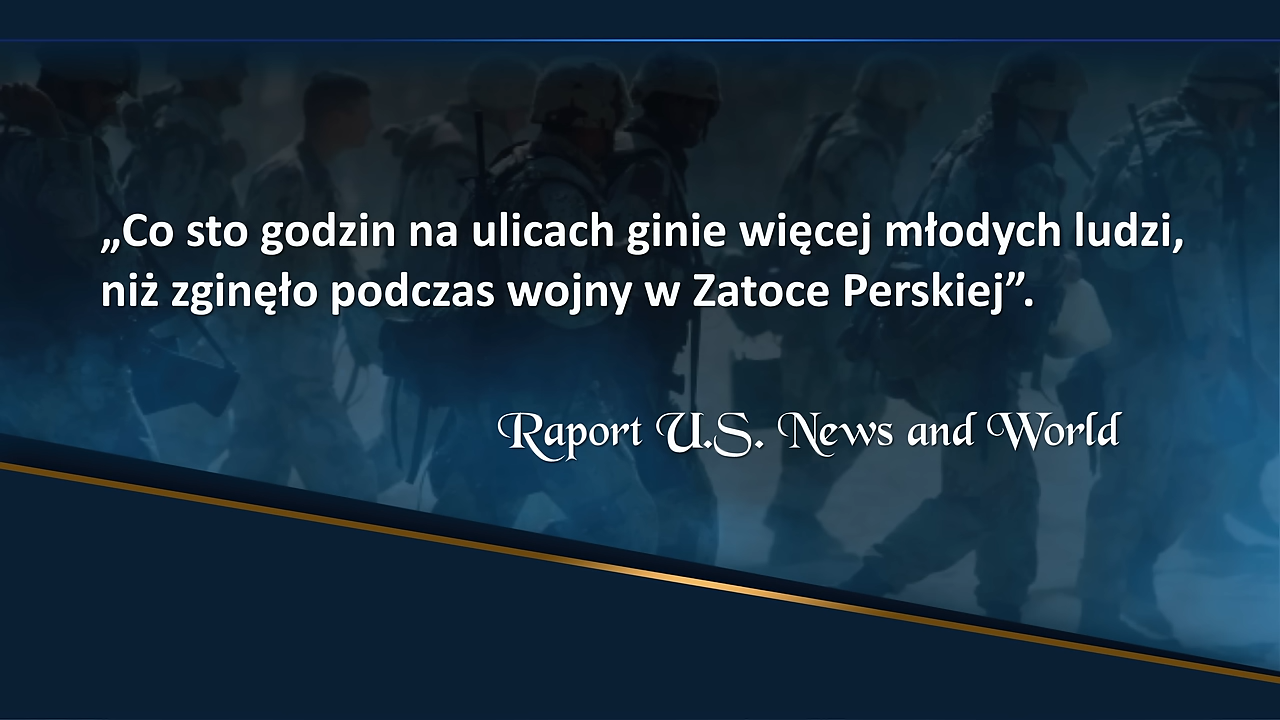 „Co sto godzin na ulicach ginie więcej młodych ludzi,
niż zginęło podczas wojny w Zatoce Perskiej”.
Raport U.S. News and World